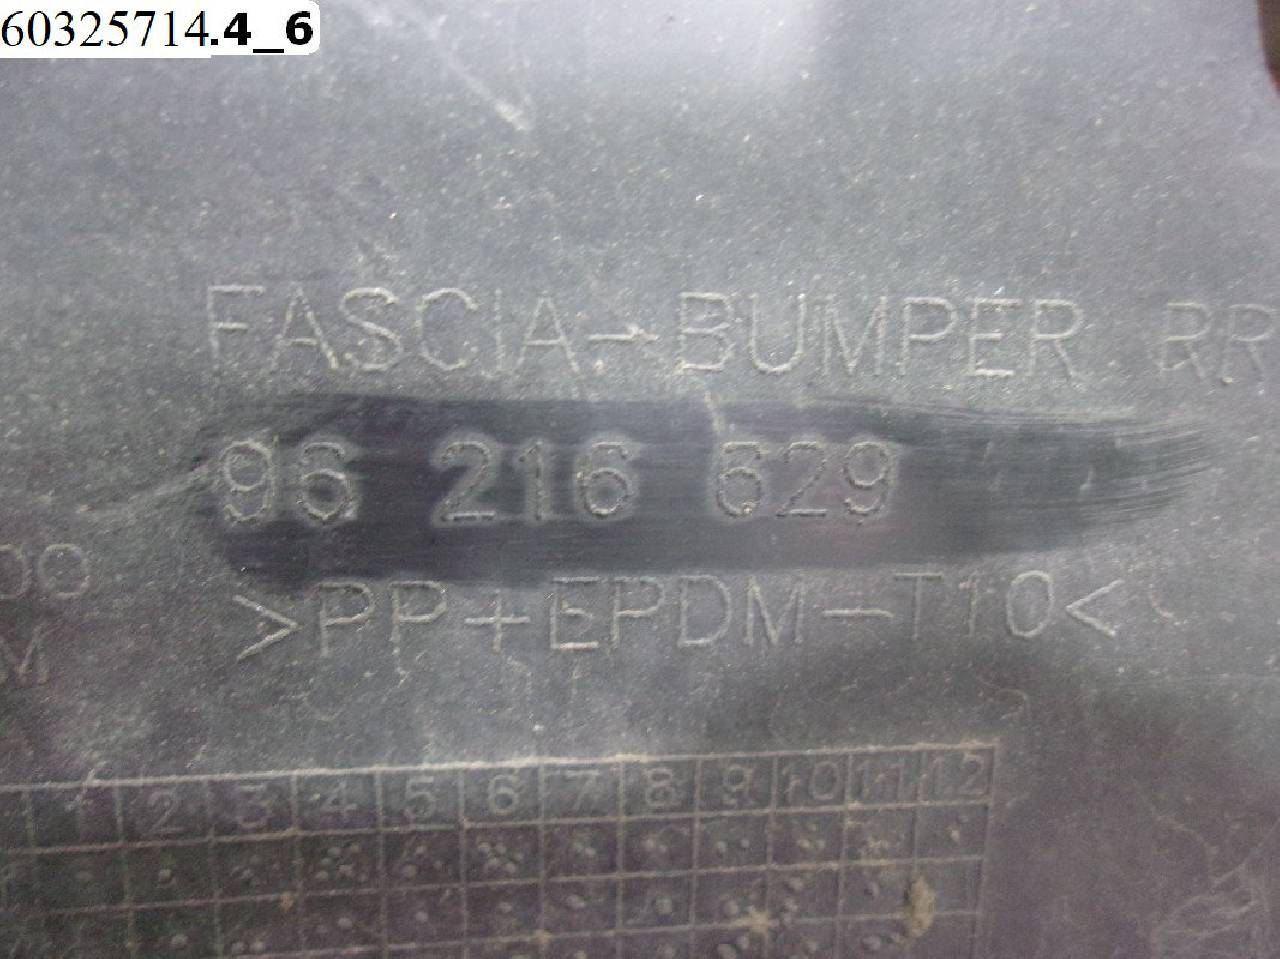 60325714.4_6
FASCIA-BUMPER RR
96 216 629
>PP+EPDM-T10<
1 2 3 4 5 6 7 8 9 10 11 12